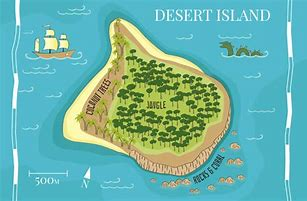 DESERT ISLAND
COCONUT TREES
JUNGLE
ROCKS & CORAL
500M
N